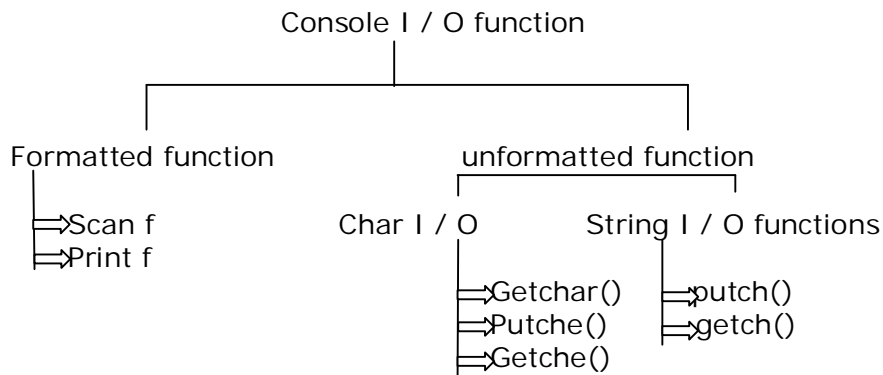 Console I / O function
Formatted function
unformatted function
Scan f
Print f
Char I / O
String I / O functions
Getchar()
Putche()
Getche()
putch()
getch()